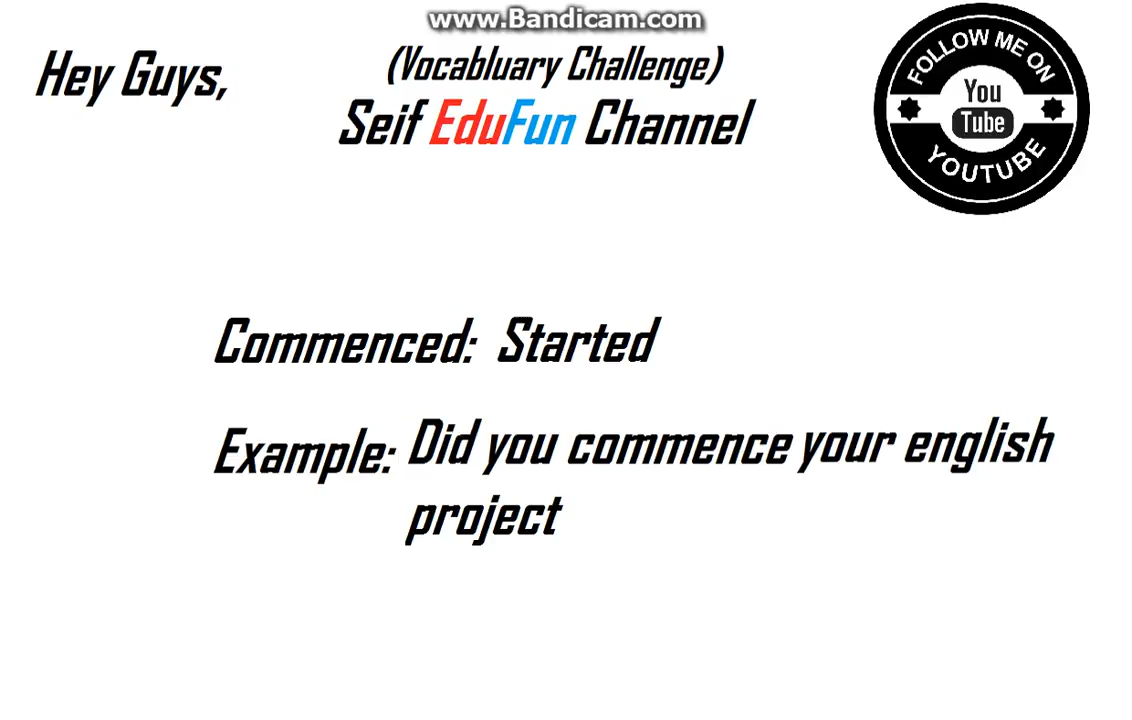 www.Bandicam.com
Hey Guys,
(Vocabluary Challenge)
Seif EduFun Channel
FOLLOW ME ON
You
Tube
YOUTUBE
Commenced: Started
Example: Did you commence your english
project